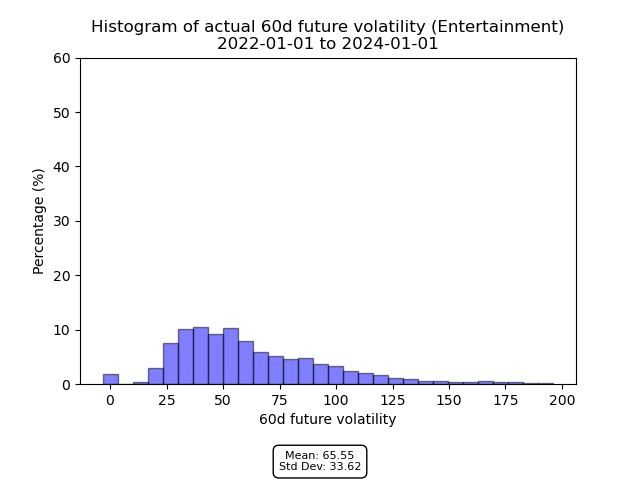 Histogram of actual 60d future volatility (Entertainment)
2022-01-01 to 2024-01-01
60
50
40
30
20
10
0
Percentage (%)
0 25 50 75 100 125 150 175 200
60d future volatility
Mean: 65.55
Std Dev: 33.62